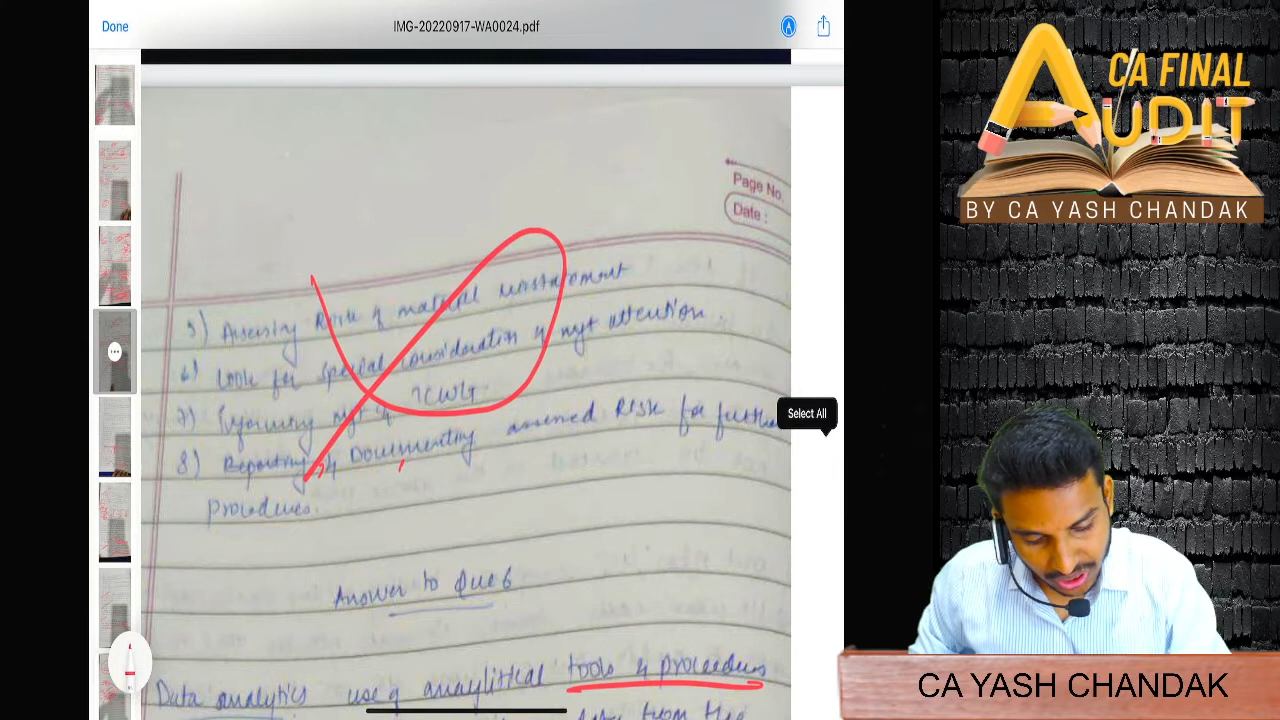 Done
IMG-20220917-WA0024.pdf
CA FINAL
AUDIT
BY CA YASH CHANDAK
Page No
Date :
5) Assessing Risk of material misstatement
6) Look for special consideration of mgt attention.
7) mgt & TCWG.
Select All
8) Reporting & Documenting assessed Risk for further
procedures.
Answer to Que 6
Data analytics use of analytical tools & procedures
from the
CA YASH CHANDAK